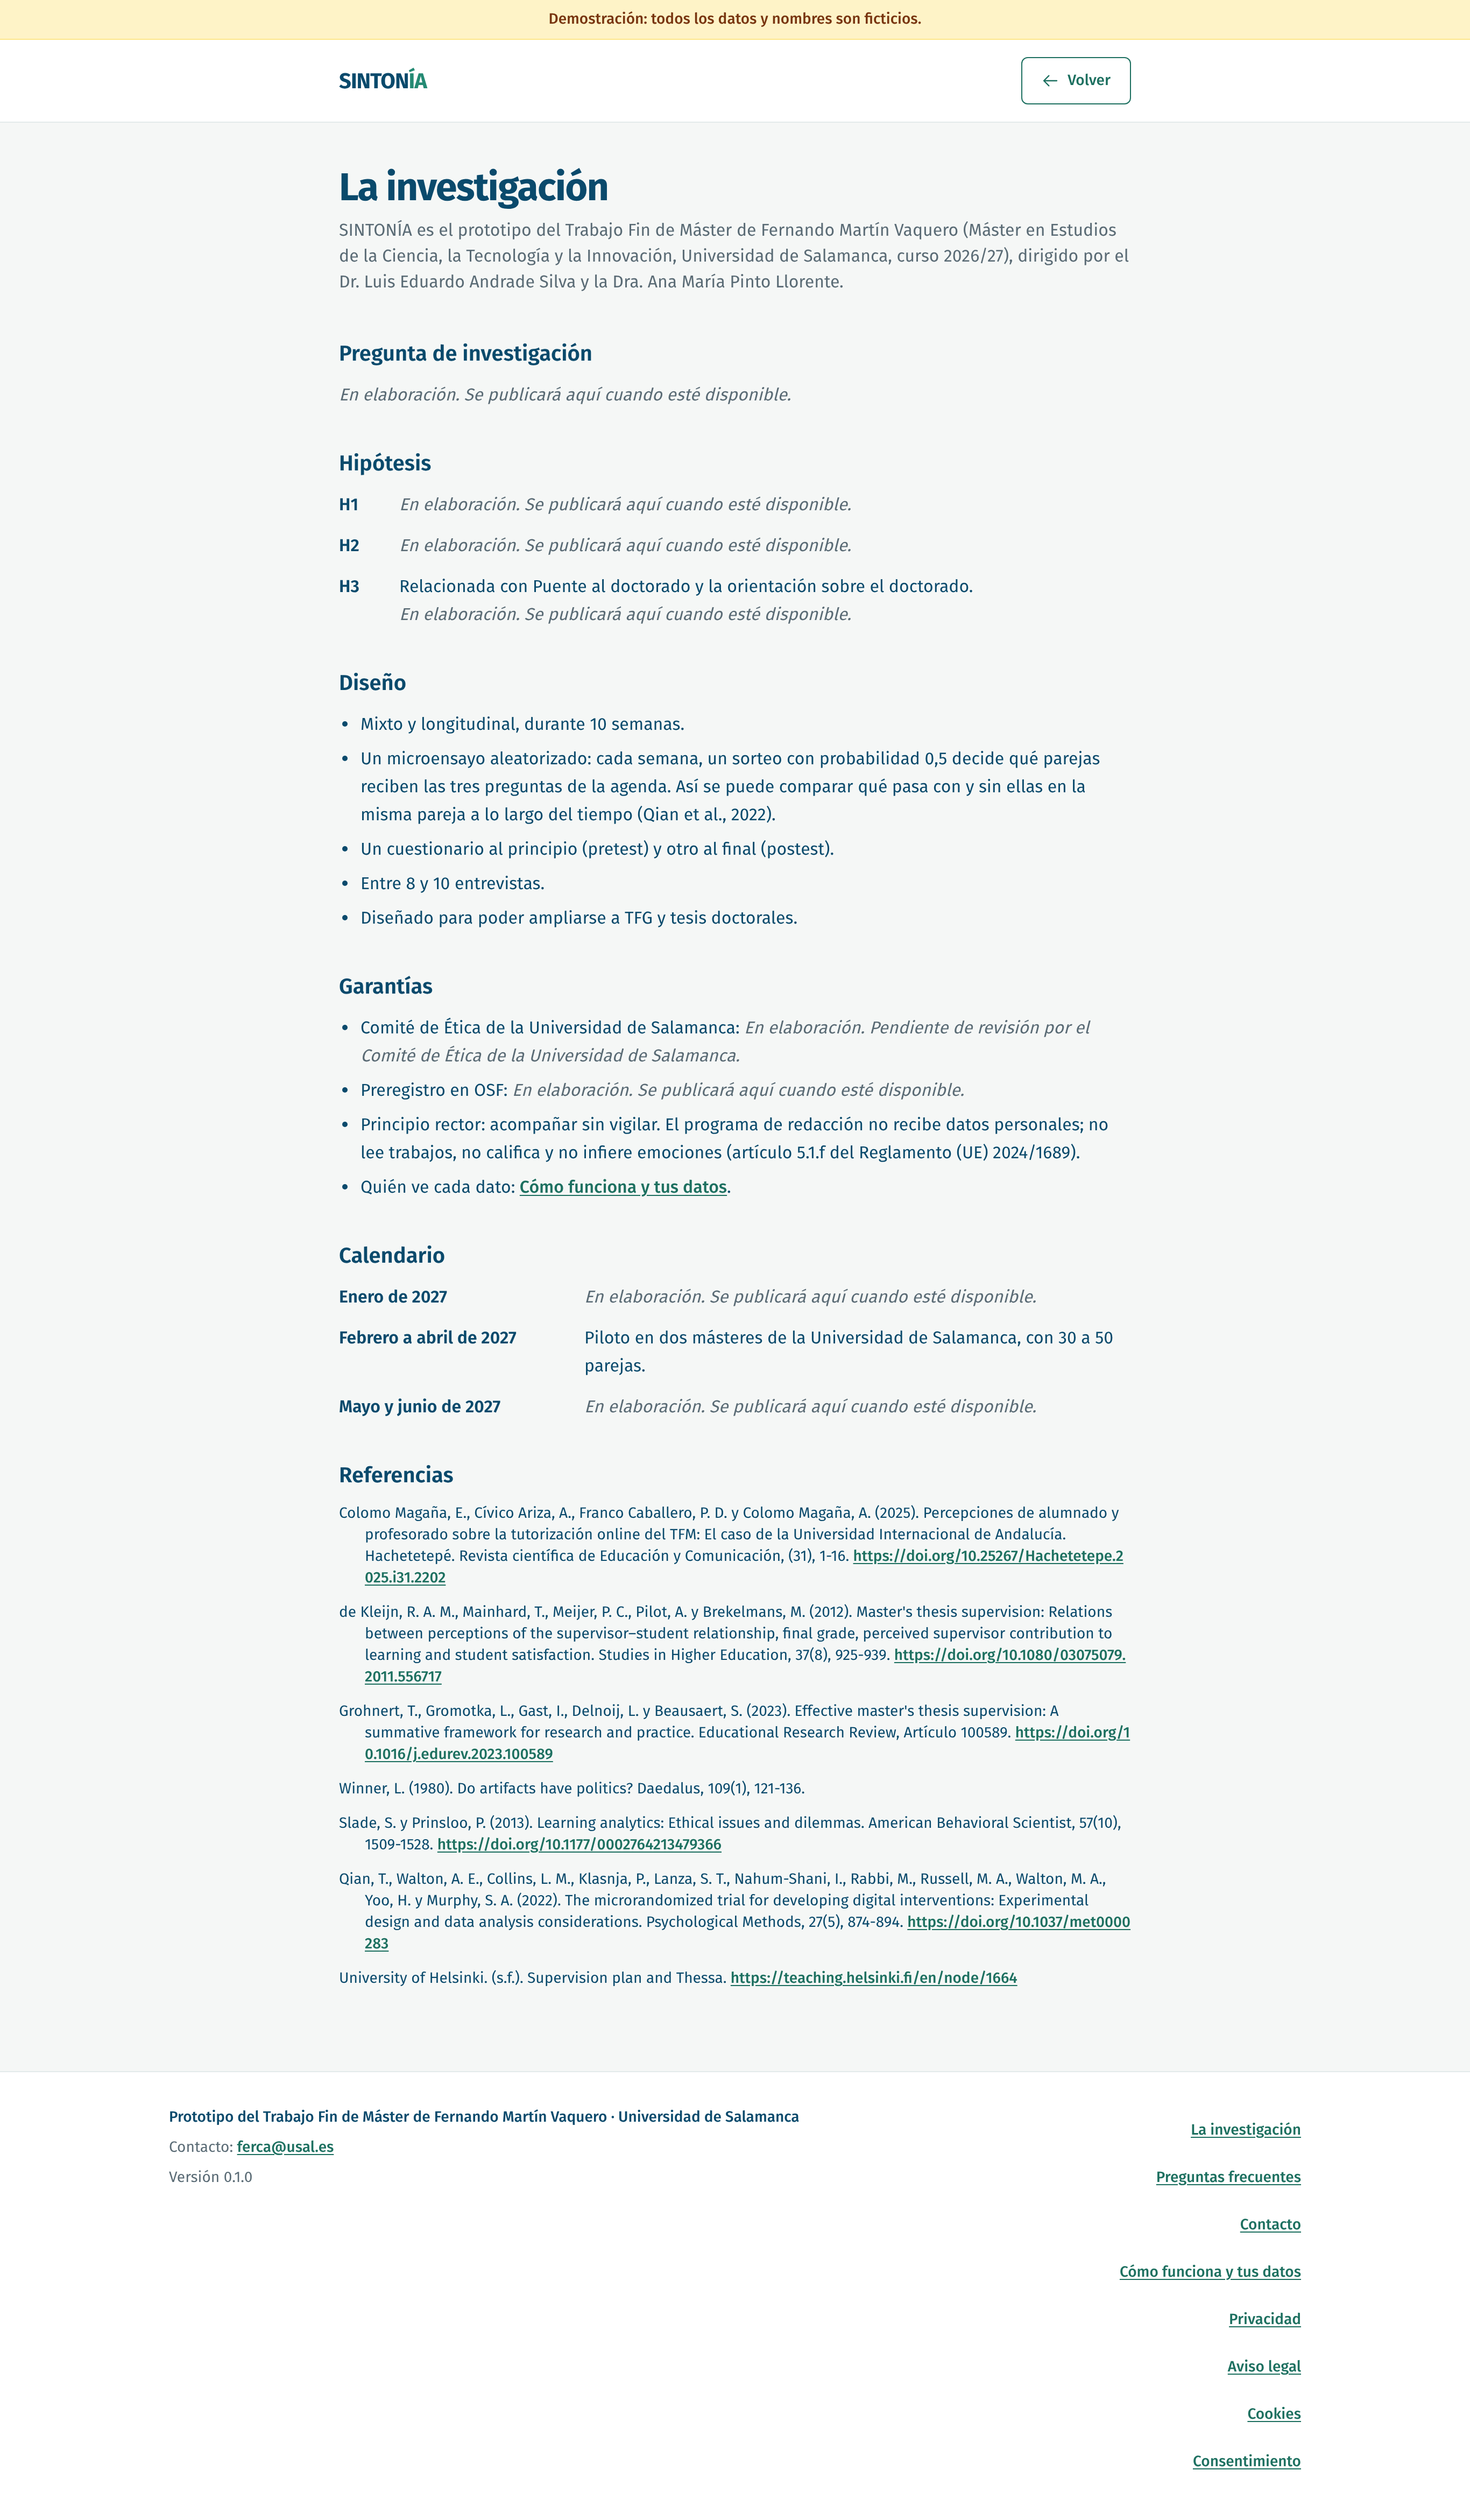 Demostración: todos los datos y nombres son ficticios.
SINTONÍA
← Volver
La investigación
SINTONÍA es el prototipo del Trabajo Fin de Máster de Fernando Martín Vaquero (Máster en Estudios
de la Ciencia, la Tecnología y la Innovación, Universidad de Salamanca, curso 2026/27), dirigido por el
Dr. Luis Eduardo Andrade Silva y la Dra. Ana María Pinto Llorente.
Pregunta de investigación
En elaboración. Se publicará aquí cuando esté disponible.
Hipótesis
H1 En elaboración. Se publicará aquí cuando esté disponible.
H2 En elaboración. Se publicará aquí cuando esté disponible.
H3 Relacionada con Puente al doctorado y la orientación sobre el doctorado.
En elaboración. Se publicará aquí cuando esté disponible.
Diseño
• Mixto y longitudinal, durante 10 semanas.
• Un microensayo aleatorizado: cada semana, un sorteo con probabilidad 0,5 decide qué parejas
reciben las tres preguntas de la agenda. Así se puede comparar qué pasa con y sin ellas en la
misma pareja a lo largo del tiempo (Qian et al., 2022).
• Un cuestionario al principio (pretest) y otro al final (postest).
• Entre 8 y 10 entrevistas.
• Diseñado para poder ampliarse a TFG y tesis doctorales.
Garantías
• Comité de Ética de la Universidad de Salamanca: En elaboración. Pendiente de revisión por el
Comité de Ética de la Universidad de Salamanca.
• Preregistro en OSF: En elaboración. Se publicará aquí cuando esté disponible.
• Principio rector: acompañar sin vigilar. El programa de redacción no recibe datos personales; no
lee trabajos, no califica y no infiere emociones (artículo 5.1.f del Reglamento (UE) 2024/1689).
• Quién ve cada dato: Cómo funciona y tus datos.
Calendario
Enero de 2027 En elaboración. Se publicará aquí cuando esté disponible.
Febrero a abril de 2027 Piloto en dos másteres de la Universidad de Salamanca, con 30 a 50
parejas.
Mayo y junio de 2027 En elaboración. Se publicará aquí cuando esté disponible.
Referencias
Colomo Magaña, E., Cívico Ariza, A., Franco Caballero, P. D. y Colomo Magaña, A. (2025). Percepciones de alumnado y
profesorado sobre la tutorización online del TFM: El caso de la Universidad Internacional de Andalucía.
Hachetetepé. Revista científica de Educación y Comunicación, (31), 1-16. https://doi.org/10.25267/Hachetetepe.2
025.i31.2202
de Kleijn, R. A. M., Mainhard, T., Meijer, P. C., Pilot, A. y Brekelmans, M. (2012). Master's thesis supervision: Relations
between perceptions of the supervisor–student relationship, final grade, perceived supervisor contribution to
learning and student satisfaction. Studies in Higher Education, 37(8), 925-939. https://doi.org/10.1080/03075079.
2011.556717
Grohnert, T., Gromotka, L., Gast, I., Delnoij, L. y Beausaert, S. (2023). Effective master's thesis supervision: A
summative framework for research and practice. Educational Research Review, Artículo 100589. https://doi.org/1
0.1016/j.edurev.2023.100589
Winner, L. (1980). Do artifacts have politics? Daedalus, 109(1), 121-136.
Slade, S. y Prinsloo, P. (2013). Learning analytics: Ethical issues and dilemmas. American Behavioral Scientist, 57(10),
1509-1528. https://doi.org/10.1177/0002764213479366
Qian, T., Walton, A. E., Collins, L. M., Klasnja, P., Lanza, S. T., Nahum-Shani, I., Rabbi, M., Russell, M. A., Walton, M. A.,
Yoo, H. y Murphy, S. A. (2022). The microrandomized trial for developing digital interventions: Experimental
design and data analysis considerations. Psychological Methods, 27(5), 874-894. https://doi.org/10.1037/met0000
283
University of Helsinki. (s.f.). Supervision plan and Thessa. https://teaching.helsinki.fi/en/node/1664
Prototipo del Trabajo Fin de Máster de Fernando Martín Vaquero · Universidad de Salamanca
Contacto: ferca@usal.es
Versión 0.1.0
La investigación
Preguntas frecuentes
Contacto
Cómo funciona y tus datos
Privacidad
Aviso legal
Cookies
Consentimiento